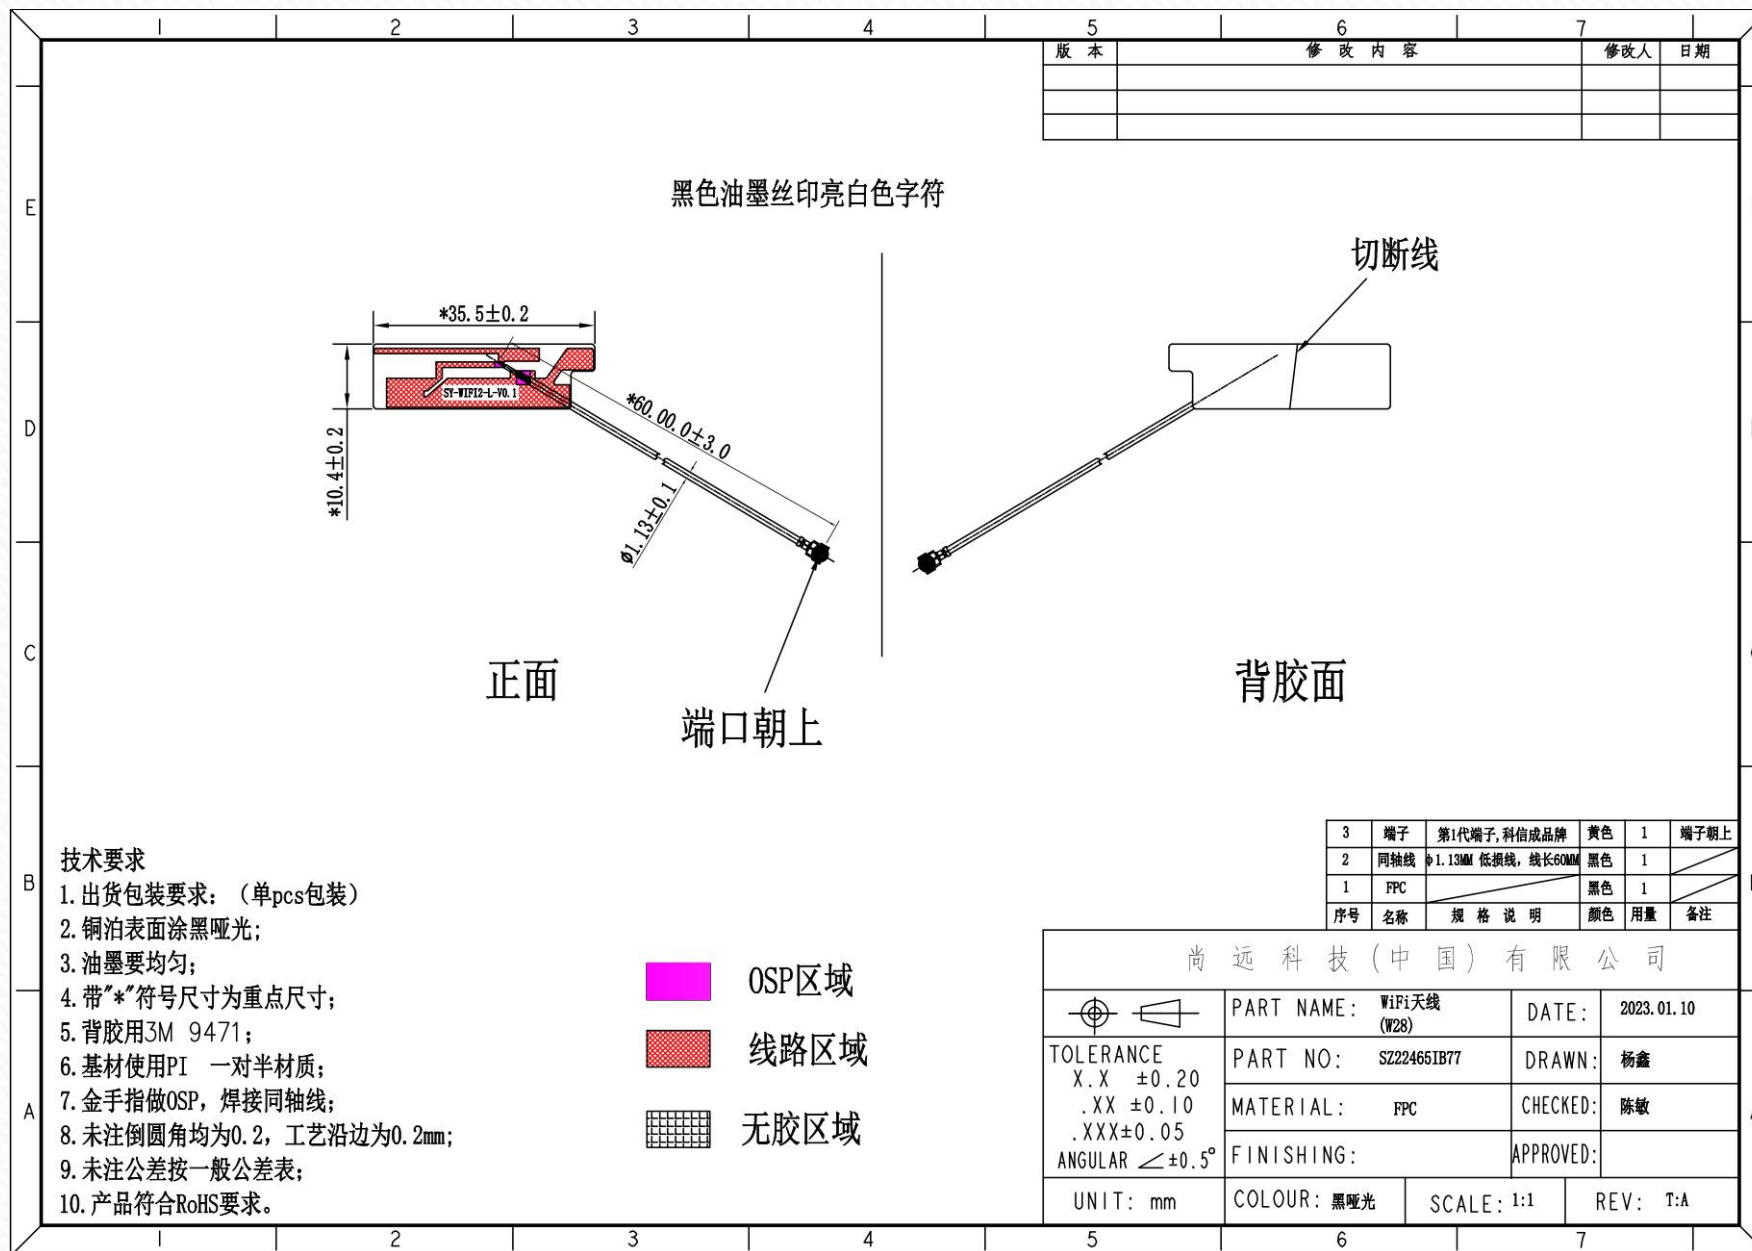 1 2 3 4 5 6 7
版 本 修 改 内 容 修改人 日期
E
D
C
B
A
黑色油墨丝印亮白色字符
切断线
*35.5±0.2
SY-WIFI2-L-V0.1
*10.4±0.2
*60.00.0±3.0
ϕ1.13±0.1
正面
背胶面
端口朝上
技术要求
1.出货包装要求：（单pcs包装）
2.铜泊表面涂黑哑光;
3.油墨要均匀;
4.带"*"符号尺寸为重点尺寸;
5.背胶用3M 9471;
6.基材使用PI 一对半材质;
7.金手指做OSP，焊接同轴线;
8.未注倒圆角均为0.2，工艺沿边为0.2mm;
9.未注公差按一般公差表;
10.产品符合RoHS要求。
OSP区域
线路区域
无胶区域
3 端子 第1代端子,科信成品牌 黄色 1 端子朝上
2 同轴线 ϕ1.13MM 低损线，线长60MM 黑色 1
1 FPC 黑色 1
序号 名称 规 格 说 明 颜色 用量 备注
尚 远 科 技 (中 国) 有 限 公 司
PART NAME: WiFi天线
(W28)
DATE: 2023.01.10
TOLERANCE
X.X ±0.20
.XX ±0.10
.XXX±0.05
ANGULAR ∠±0.5°
PART NO: SZ22465IB77 DRAWN: 杨鑫
MATERIAL: FPC CHECKED: 陈敏
FINISHING: APPROVED:
UNIT: mm COLOUR: 黑哑光 SCALE: 1:1 REV: T:A
1 2 3 4 5 6 7